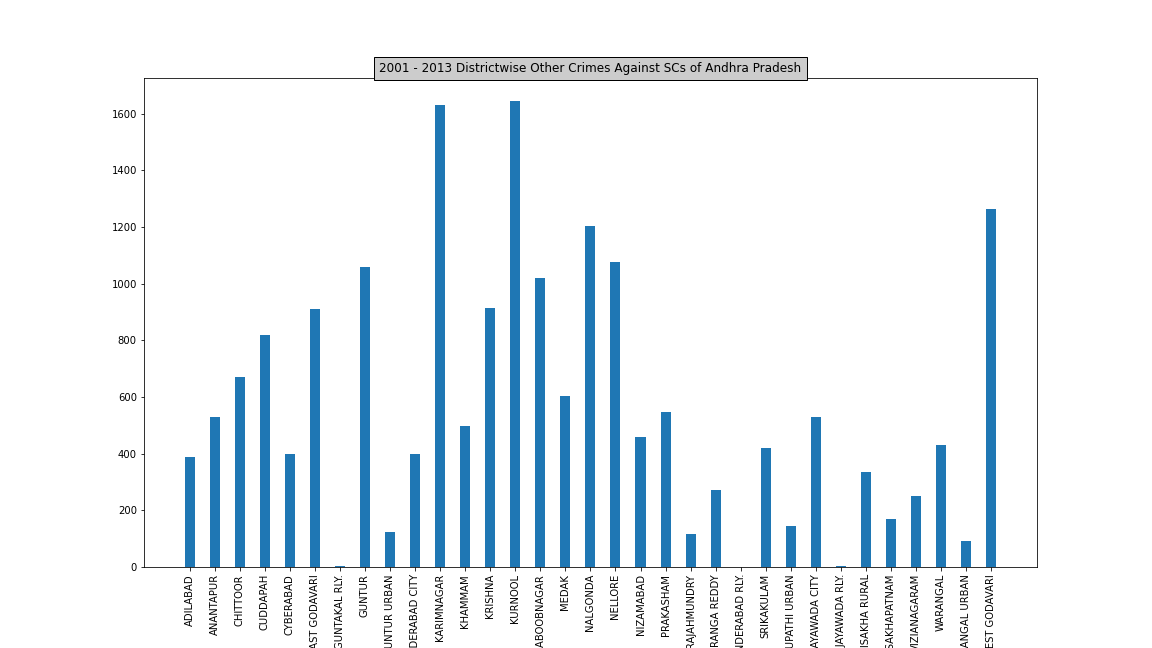 2001 - 2013 Districtwise Other Crimes Against SCs of Andhra Pradesh
1600
1400
1200
1000
800
600
400
200
0
ADILABAD
ANANTAPUR
CHITTOOR
CUDDAPAH
CYBERABAD
AST GODAVARI
GUNTAKAL RLY.
GUNTUR
UNTUR URBAN
DERABAD CITY
KARIMNAGAR
KHAMMAM
KRISHNA
KURNOOL
ABOOBNAGAR
MEDAK
NALGONDA
NELLORE
NIZAMABAD
PRAKASHAM
RAJAHMUNDRY
RANGA REDDY
NDERABAD RLY.
SRIKAKULAM
UPATHI URBAN
AYAWADA CITY
JAYAWADA RLY.
ISAKHA RURAL
SAKHAPATNAM
IZIANAGARAM
WARANGAL
ANGAL URBAN
EST GODAVARI